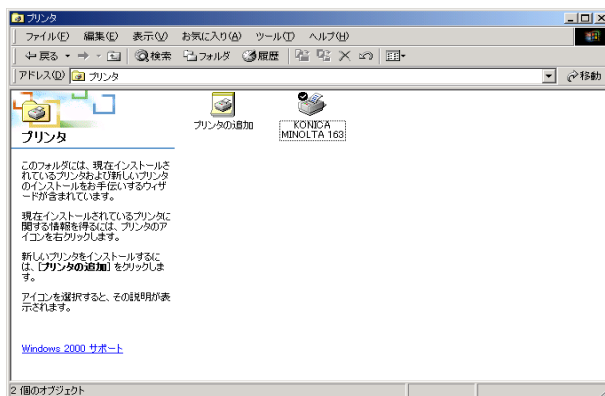 プリンタ
ファイル(F) 編集(E) 表示(V) お気に入り(A) ツール(T) ヘルプ(H)
戻る 検索 フォルダ 履歴
アドレス(D) プリンタ 移動
プリンタ
このフォルダには、現在インストールさ
れているプリンタおよび新しいプリンタ
のインストールをお手伝いするウィザ
ードが含まれています。
現在インストールされているプリンタに
関する情報を得るには、プリンタのア
イコンを右クリックします。
新しいプリンタをインストールするに
は、[プリンタの追加] をクリックしま
す。
アイコンを選択すると、その説明が表
示されます。
Windows 2000 サポート
プリンタの追加
KONICA
MINOLTA 163
2 個のオブジェクト